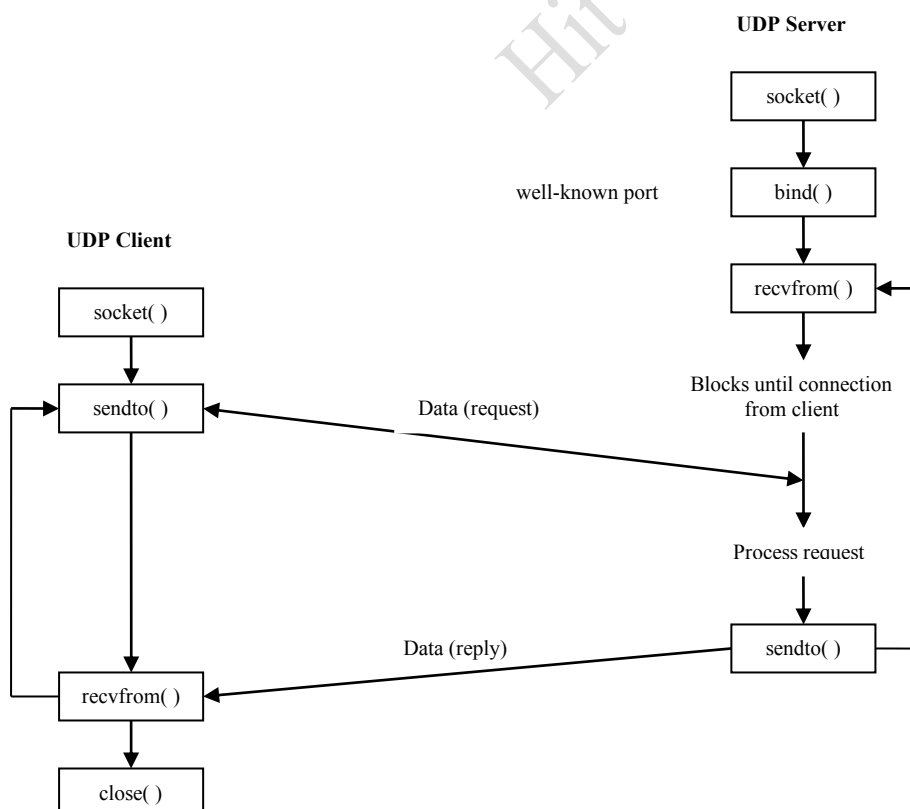 Hit
UDP Server
socket( )
well-known port
bind( )
UDP Client
recvfrom( )
socket( )
Blocks until connection
from client
sendto( )
Data (request)
Process request
Data (reply)
sendto( )
recvfrom( )
close( )